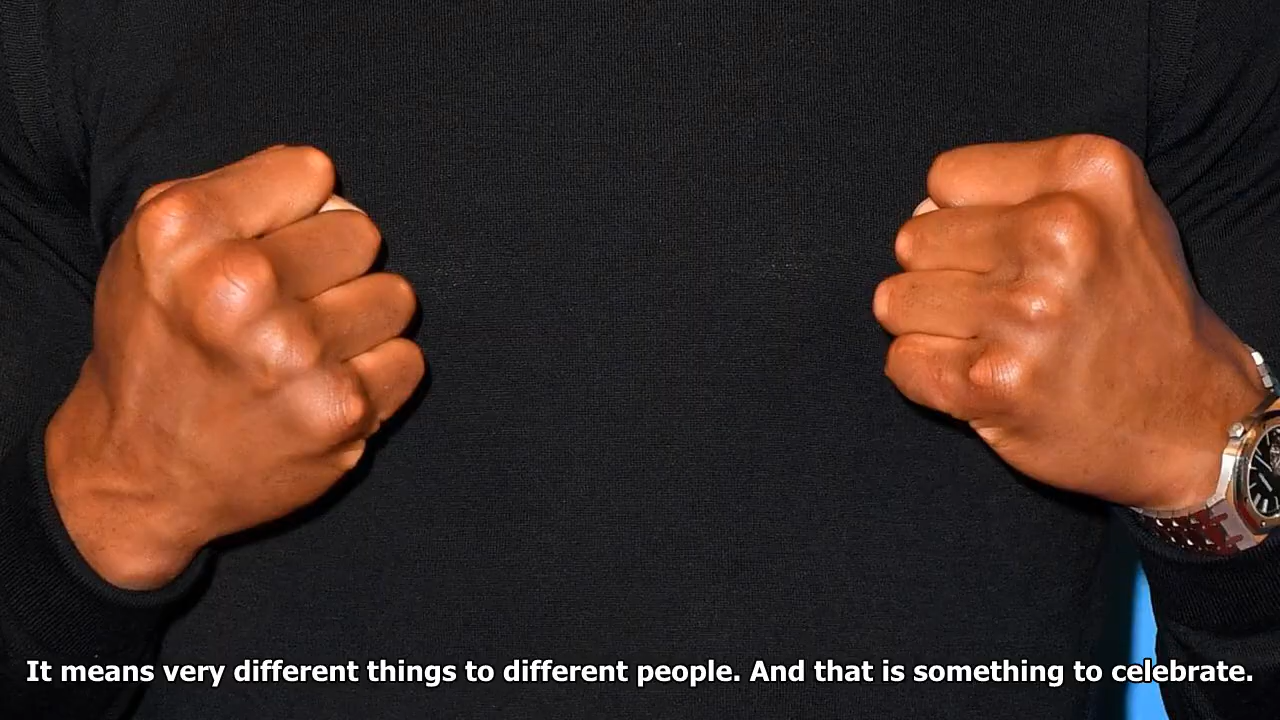 It means very different things to different people. And that is something to celebrate.